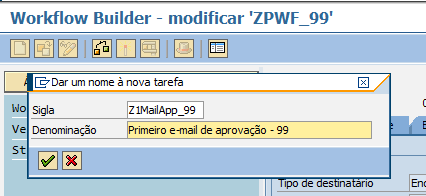 Workflow Builder - modificar 'ZPWF_99'
Dar um nome à nova tarefa
Sigla Z1MailApp_99
Denominação Primeiro e-mail de aprovação - 99
Tipo de destinatário